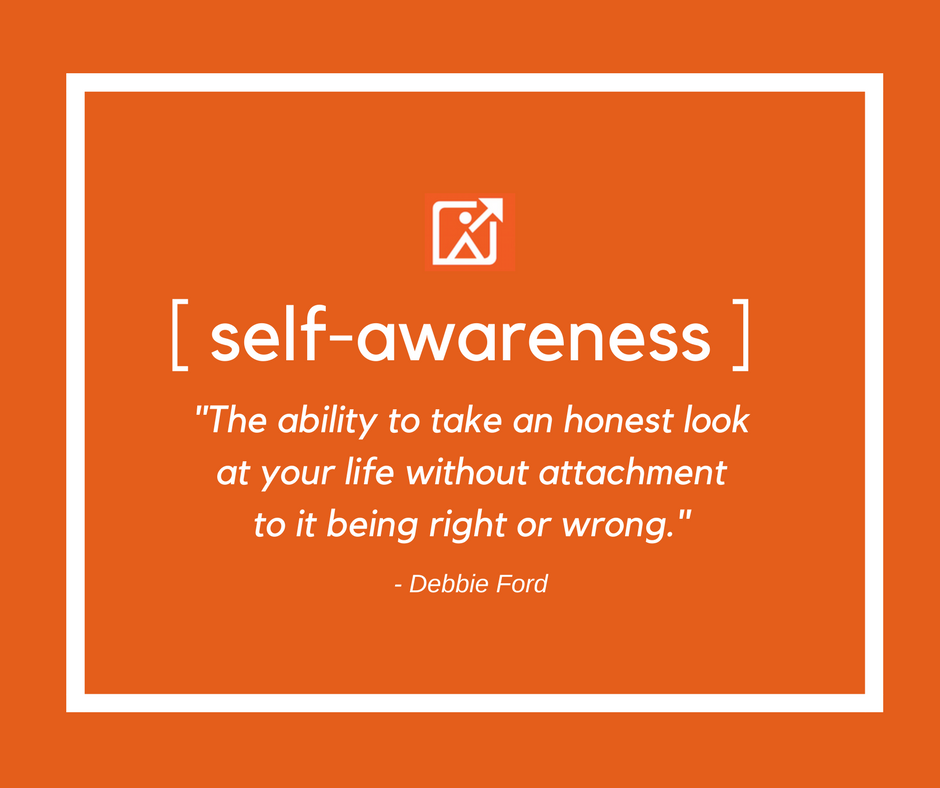 [ self-awareness ]
"The ability to take an honest look
at your life without attachment
to it being right or wrong."
- Debbie Ford